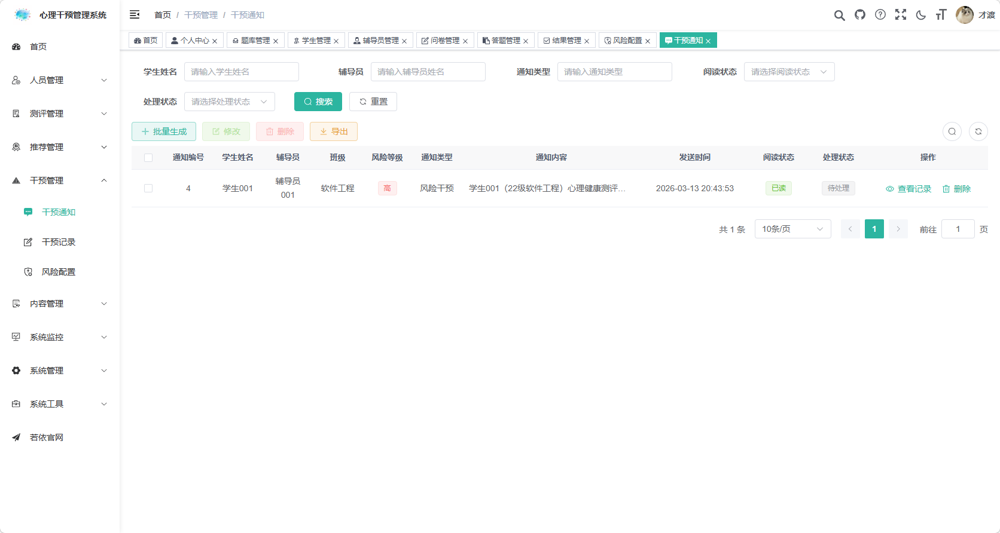 心理干预管理系统
首页 / 干预管理 / 干预通知
才渡
首页
人员管理
测评管理
推荐管理
干预管理
干预通知
干预记录
风险配置
内容管理
系统监控
系统管理
系统工具
若依官网
首页 个人中心 × 题库管理 × 学生管理 × 辅导员管理 × 问卷管理 × 答题管理 × 结果管理 × 风险配置 × 干预通知 ×
学生姓名 请输入学生姓名 辅导员 请输入辅导员姓名 通知类型 请输入通知类型 阅读状态 请选择阅读状态
处理状态 请选择处理状态 搜索 重置
批量生成 修改 删除 导出
通知编号 学生姓名 辅导员 班级 风险等级 通知类型 通知内容 发送时间 阅读状态 处理状态 操作
4 学生001 辅导员001 软件工程 高 风险干预 学生001（22级软件工程）心理健康测评... 2026-03-13 20:43:53 已读 待处理 查看记录 删除
共 1 条 10条/页 1 前往 1 页